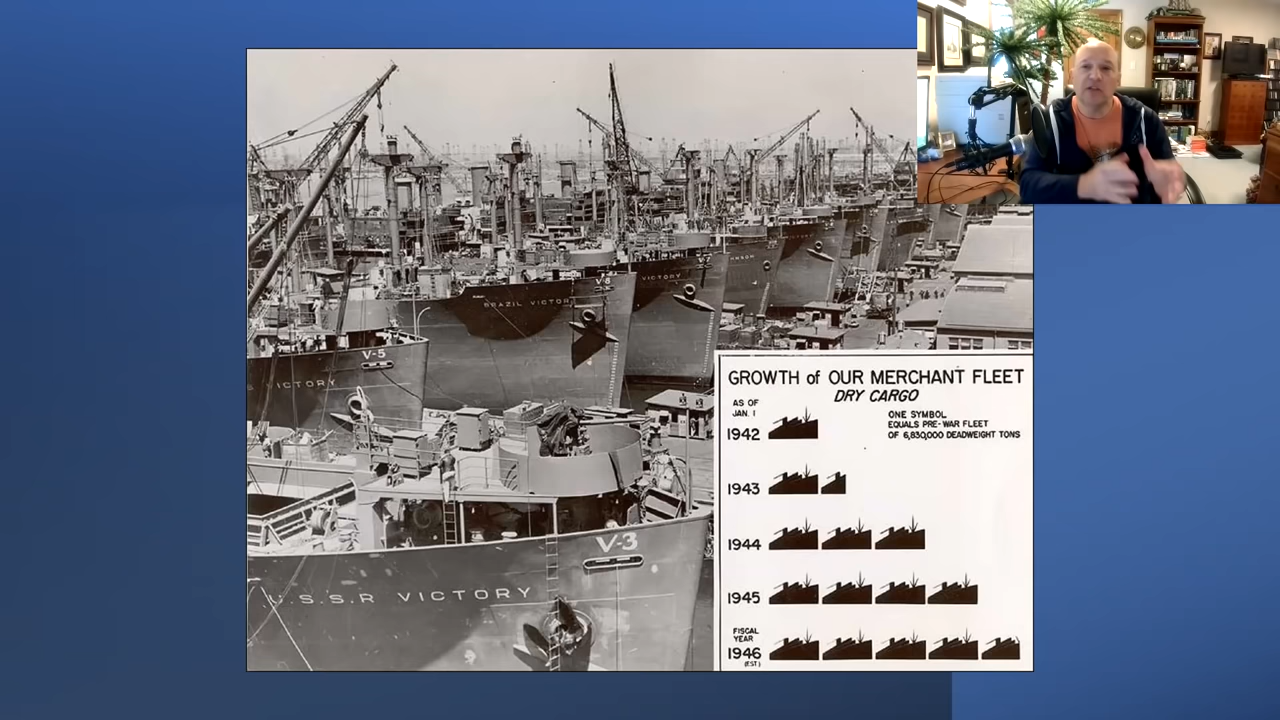 V-5
S VICTORY
BRAZIL VICTORY
V-8
VICTORY
V-7
V-3
U.S.S.R VICTORY
GROWTH of OUR MERCHANT FLEET
DRY CARGO
AS OF
JAN. 1
1942
ONE SYMBOL
EQUALS PRE-WAR FLEET
OF 6,830,000 DEADWEIGHT TONS
1943
1944
1945
FISCAL
YEAR
1946
(EST)